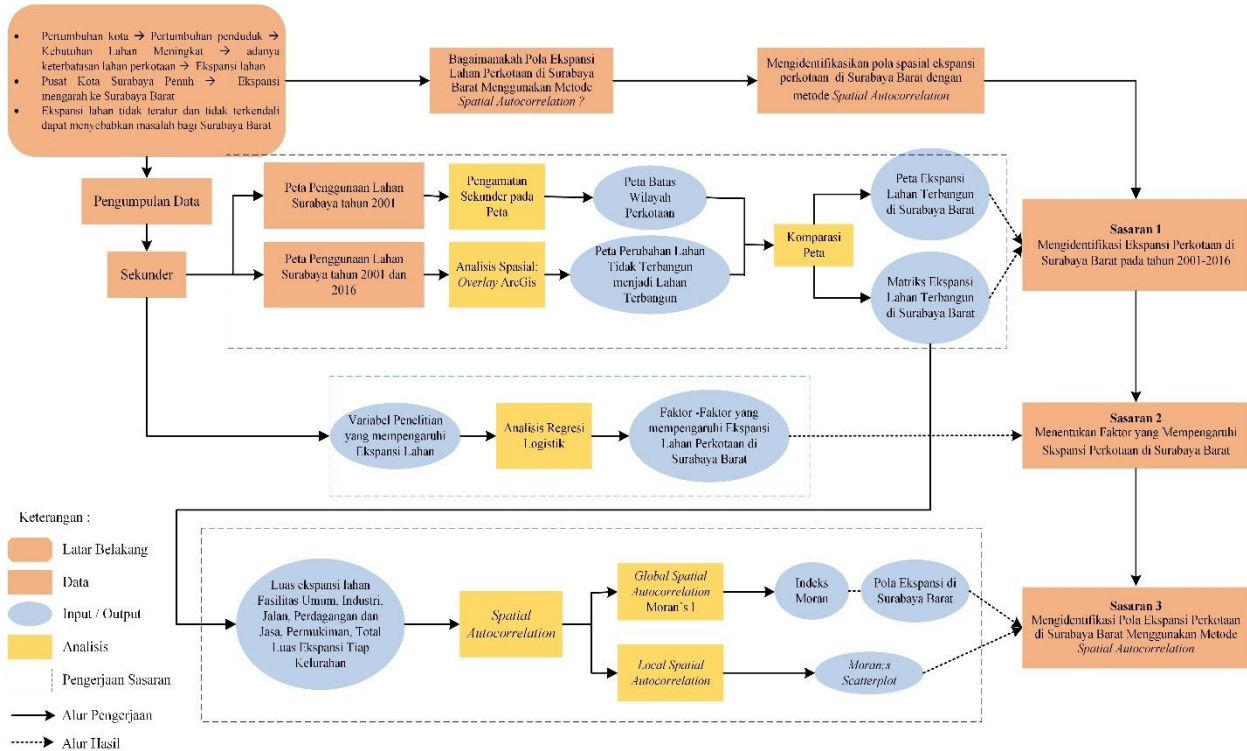 • Pertumbuhan kota → Pertumbuhan penduduk →
Kebutuhan Lahan Meningkat → adanya
keterbatasan lahan perkotaan → Ekspansi lahan
• Pusat Kota Surabaya Penuh → Ekspansi
mengarah ke Surabaya Barat
• Ekspansi lahan tidak teratur dan tidak terkendali
dapat menyebabkan masalah bagi Surabaya Barat
Bagaimanakah Pola Ekspansi
Lahan Perkotaan di Surabaya
Barat Menggunakan Metode
Spatial Autocorrelation ?
Mengidentifikasikan pola spasial ekspansi
perkotaan di Surabaya Barat dengan
metode Spatial Autocorrelation
Pengumpulan Data
Sekunder
Peta Penggunaan Lahan
Surabaya tahun 2001
Pengamatan
Sekunder pada
Peta
Peta Batas
Wilayah
Perkotaan
Peta Penggunaan Lahan
Surabaya tahun 2001 dan
2016
Analisis Spasial:
Overlay ArcGis
Peta Perubahan Lahan
Tidak Terbangun
menjadi Lahan
Terbangun
Komparasi
Peta
Peta Ekspansi
Lahan Terbangun
di Surabaya Barat
Matriks Ekspansi
Lahan Terbangun
di Surabaya Barat
Sasaran 1
Mengidentifikasi Ekspansi Perkotaan di
Surabaya Barat pada tahun 2001-2016
Variabel Penelitian
yang mempengaruhi
Ekspansi Lahan
Analisis Regresi
Logistik
Faktor -Faktor yang
mempengaruhi Ekspansi
Lahan Perkotaan di
Surabaya Barat
Sasaran 2
Menentukan Faktor yang Mempengaruhi
Skspansi Perkotaan di Surabaya Barat
Keterangan :
Latar Belakang
Data
Input / Output
Analisis
Pengerjaan Sasaran
Alur Pengerjaan
Alur Hasil
Luas ekspansi lahan
Fasilitas Umum, Industri,
Jalan, Perdagangan dan
Jasa, Permukiman, Total
Luas Ekspansi Tiap
Kelurahan
Spatial
Autocorrelation
Global Spatial
Autocorrelation
Moran's I
Indeks
Moran
Pola Ekspansi di
Surabaya Barat
Local Spatial
Autocorrelation
Moran;s
Scatterplot
Sasaran 3
Mengidentifikasi Pola Ekspansi Perkotaan
di Surabaya Barat Menggunakan Metode
Spatial Autocorrelation